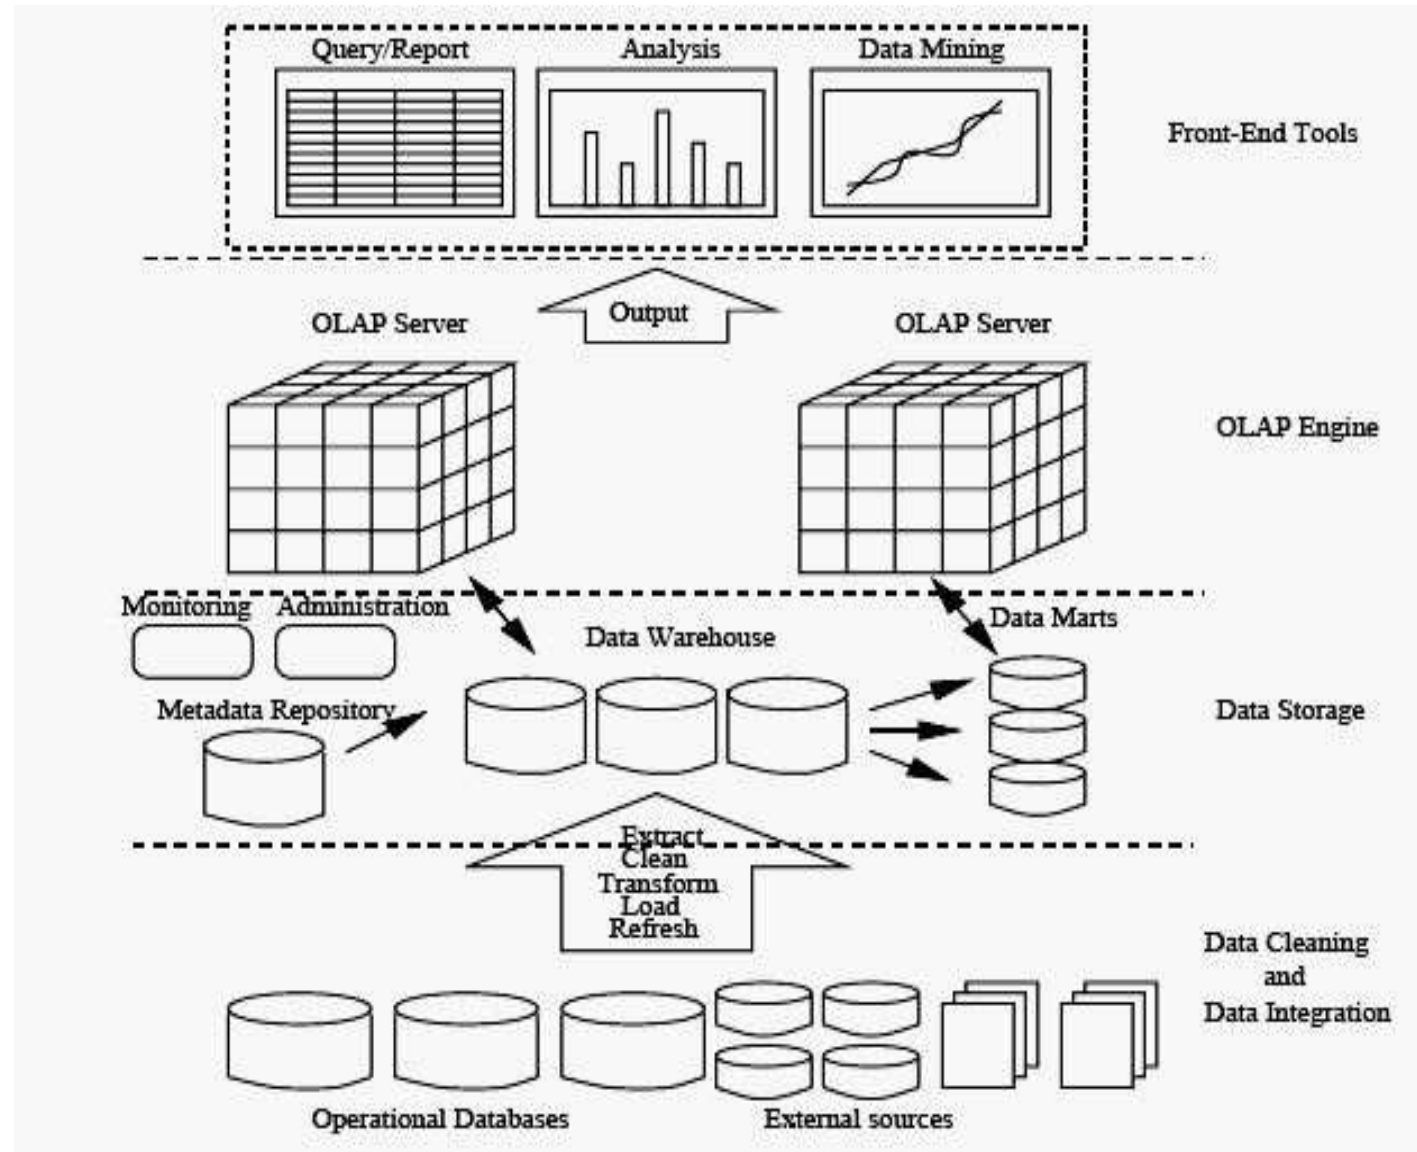 Query/Report
Analysis
Data Mining
Front-End Tools
Output
OLAP Server
OLAP Server
OLAP Engine
Monitoring
Administration
Data Warehouse
Data Marts
Metadata Repository
Data Storage
Extract
Clean
Transform
Load
Refresh
Data Cleaning
and
Data Integration
Operational Databases
External sources